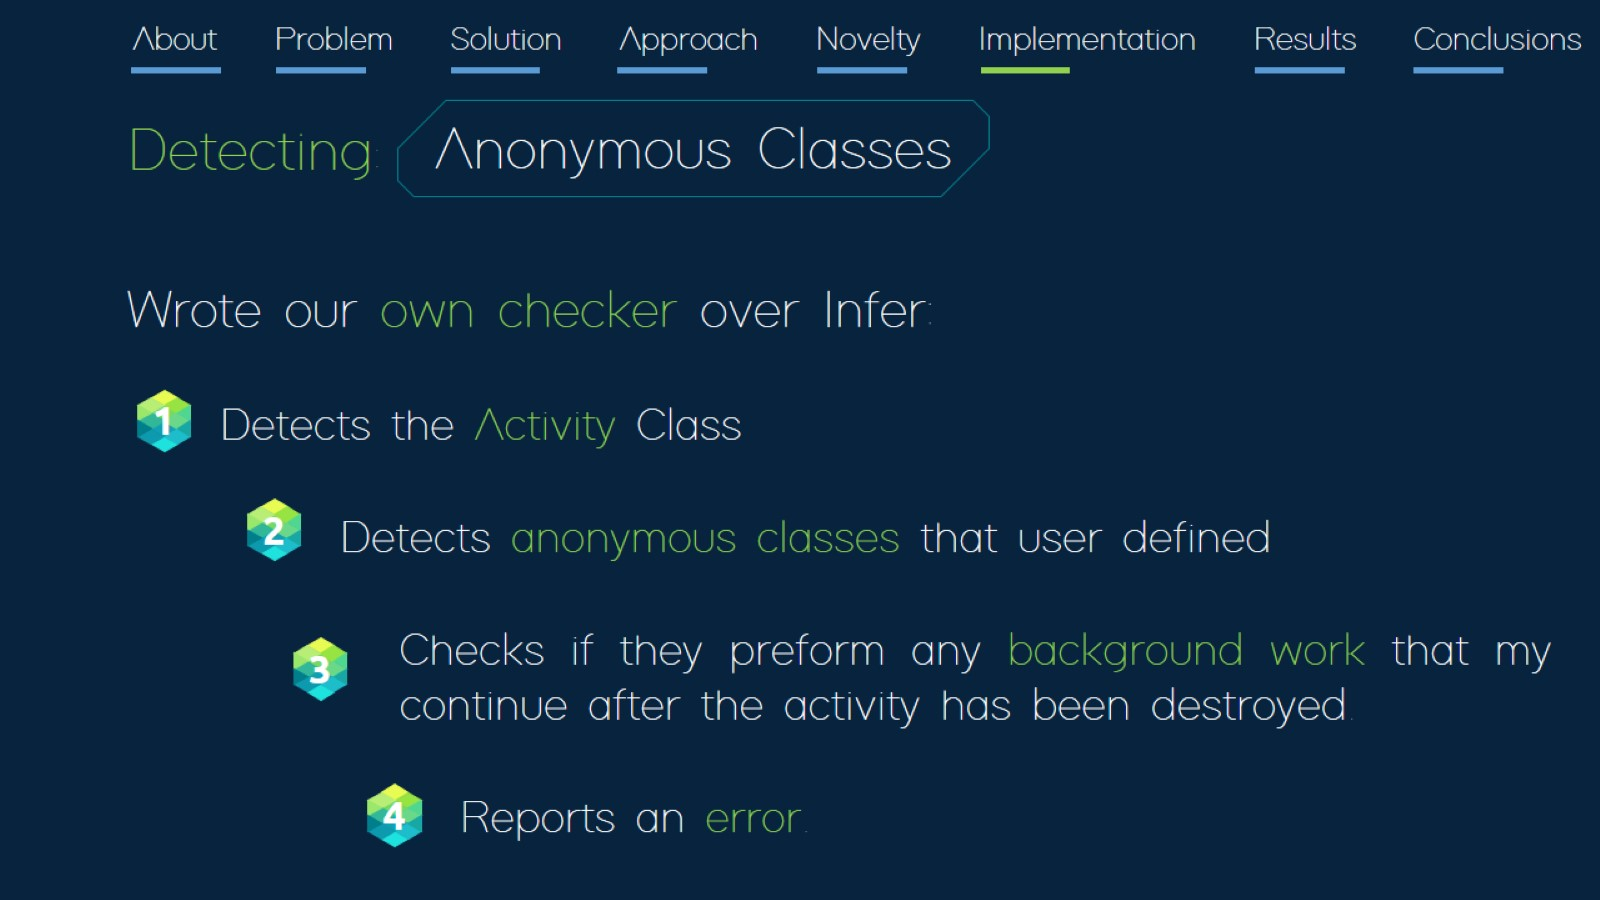 About Problem Solution Approach Novelty Implementation Results Conclusions
Detecting: Anonymous Classes
Wrote our own checker over Infer:
1 Detects the Activity Class
2 Detects anonymous classes that user defined
3 Checks if they preform any background work that my
continue after the activity has been destroyed.
4 Reports an error.